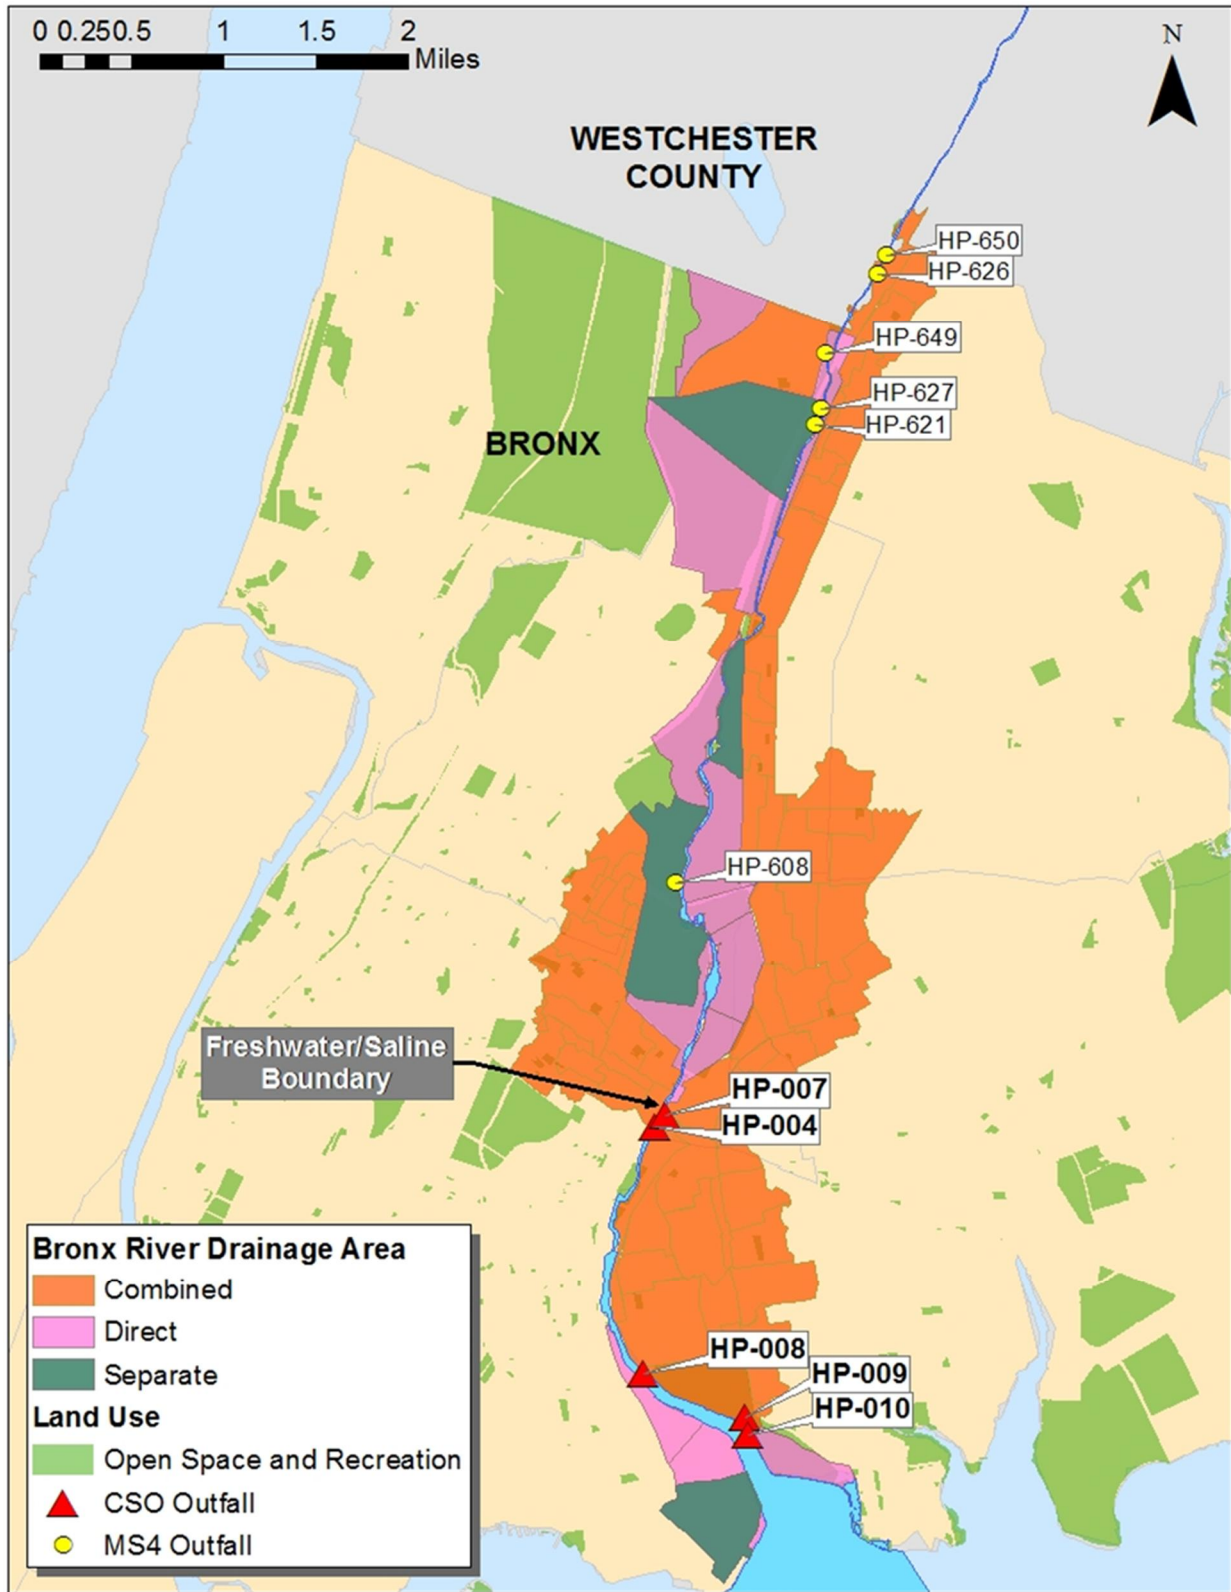 0 0.250.5 1 1.5 2
Miles
N
WESTCHESTER
COUNTY
HP-650
HP-626
HP-649
HP-627
HP-621
BRONX
HP-608
Freshwater/Saline
Boundary
HP-007
HP-004
HP-008
HP-009
HP-010
Bronx River Drainage Area
Combined
Direct
Separate
Land Use
Open Space and Recreation
CSO Outfall
MS4 Outfall